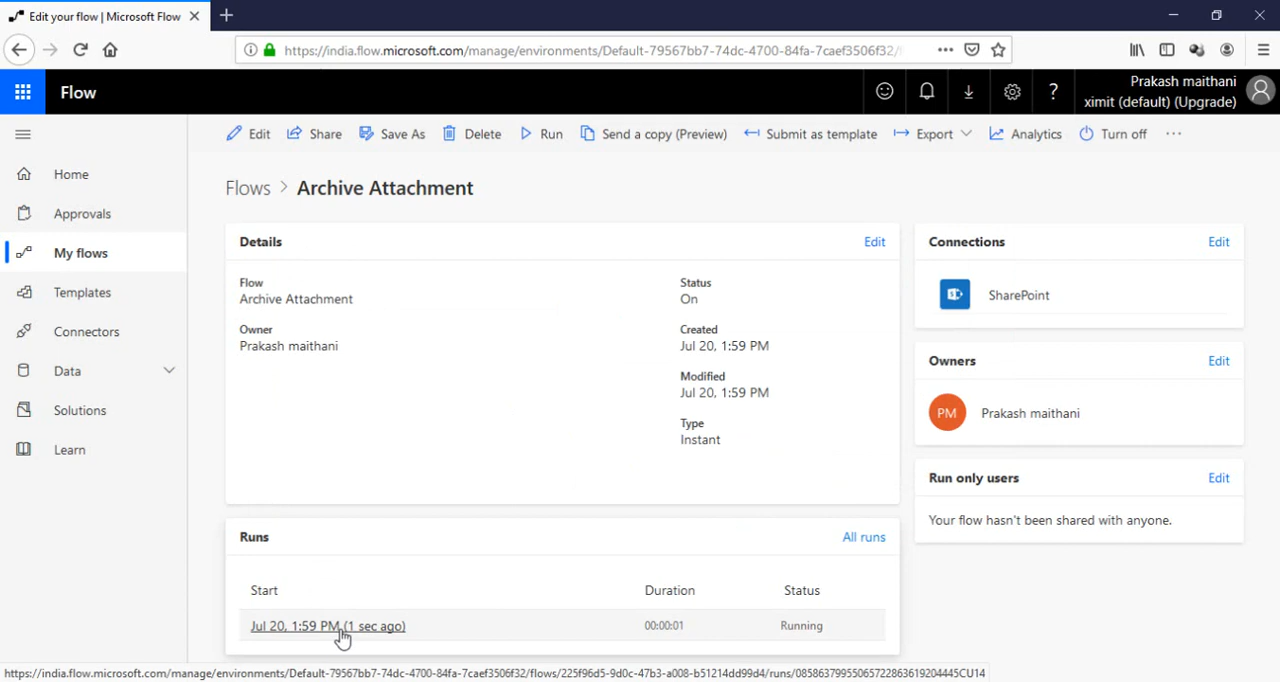 Edit your flow | Microsoft Flow
https://india.flow.microsoft.com/manage/environments/Default-79567bb7-74dc-4700-84fa-7caef3506f32/
Flow
Prakash maithani
ximit (default) (Upgrade)
Edit Share Save As Delete Run Send a copy (Preview) Submit as template Export Analytics Turn off
Home
Approvals
My flows
Templates
Connectors
Data
Solutions
Learn
Flows > Archive Attachment
Details Edit
Flow
Archive Attachment
Owner
Prakash maithani
Status
On
Created
Jul 20, 1:59 PM
Modified
Jul 20, 1:59 PM
Type
Instant
Connections Edit
SharePoint
Owners Edit
PM Prakash maithani
Run only users Edit
Your flow hasn't been shared with anyone.
Runs All runs
Start Duration Status
Jul 20, 1:59 PM (1 sec ago) 00:00:01 Running
https://india.flow.microsoft.com/manage/environments/Default-79567bb7-74dc-4700-84fa-7caef3506f32/flows/225f96d5-9d0c-47b3-a008-b51214dd99d4/runs/08586379955065722863619204445CU14